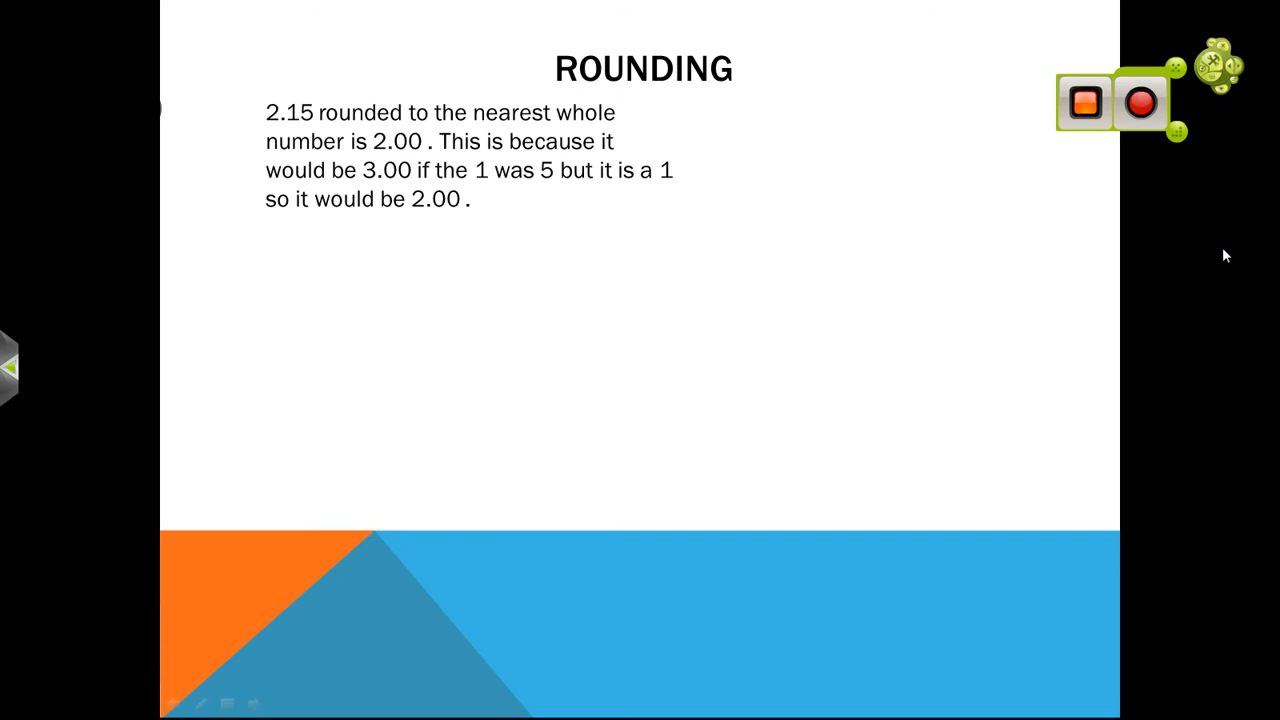 ROUNDING
2.15 rounded to the nearest whole
number is 2.00 . This is because it
would be 3.00 if the 1 was 5 but it is a 1
so it would be 2.00 .